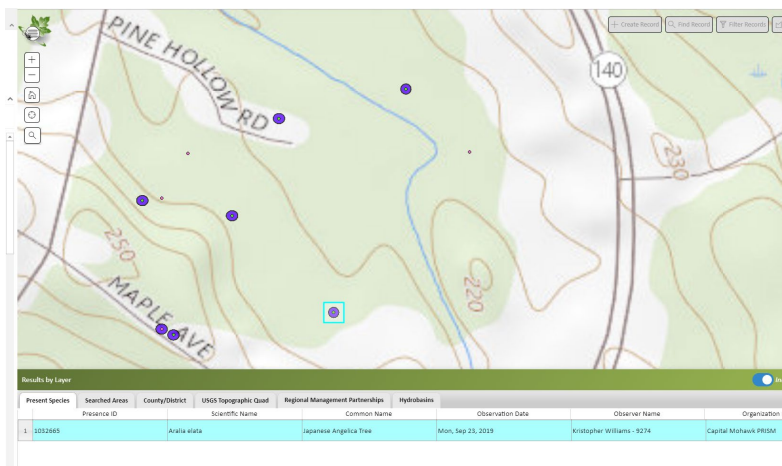 + Create Record Find Record Filter Records
PINE HOLLOW RD
140
230
250
220
MAPLE AVE
Results by Layer
Present Species Searched Areas County/District USGS Topographic Quad Regional Management Partnerships Hydrobasins
Presence ID Scientific Name Common Name Observation Date Observer Name Organization
1 1032665 Aralia elata Japanese Angelica Tree Mon, Sep 23, 2019 Kristopher Williams - 9274 Capital Mohawk PRISM